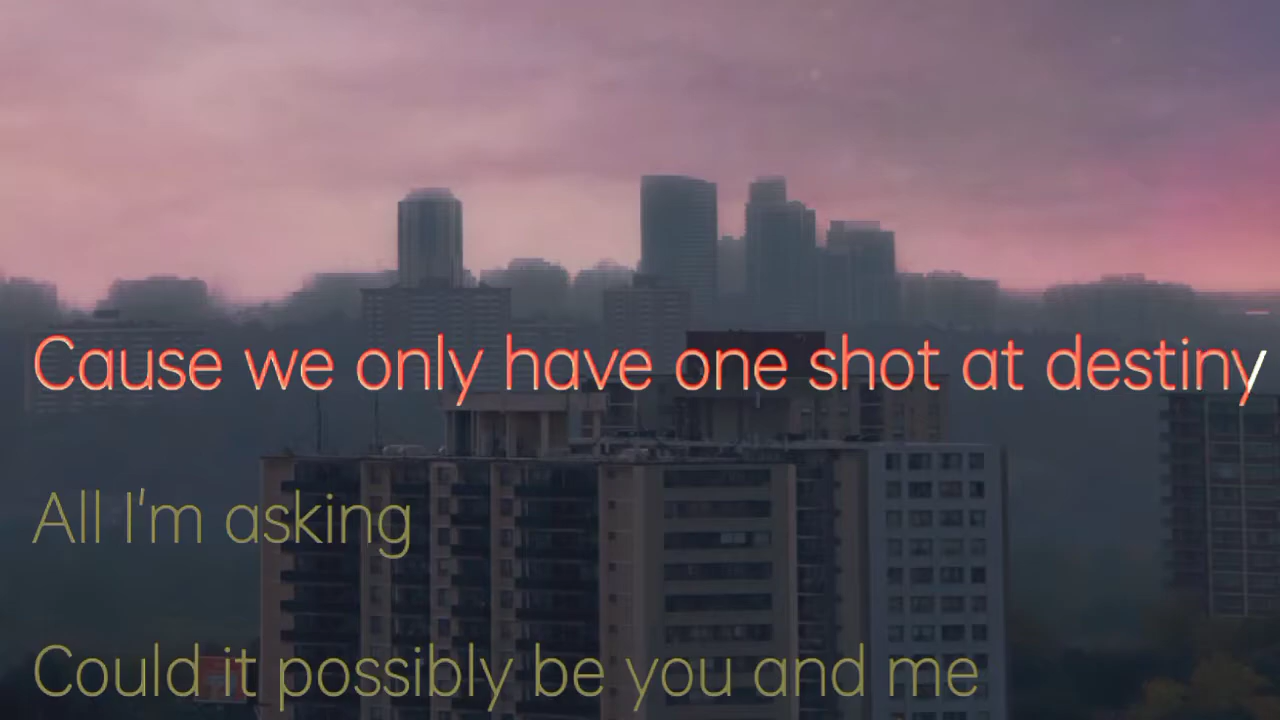 Cause we only have one shot at destiny
All I'm asking
Could it possibly be you and me